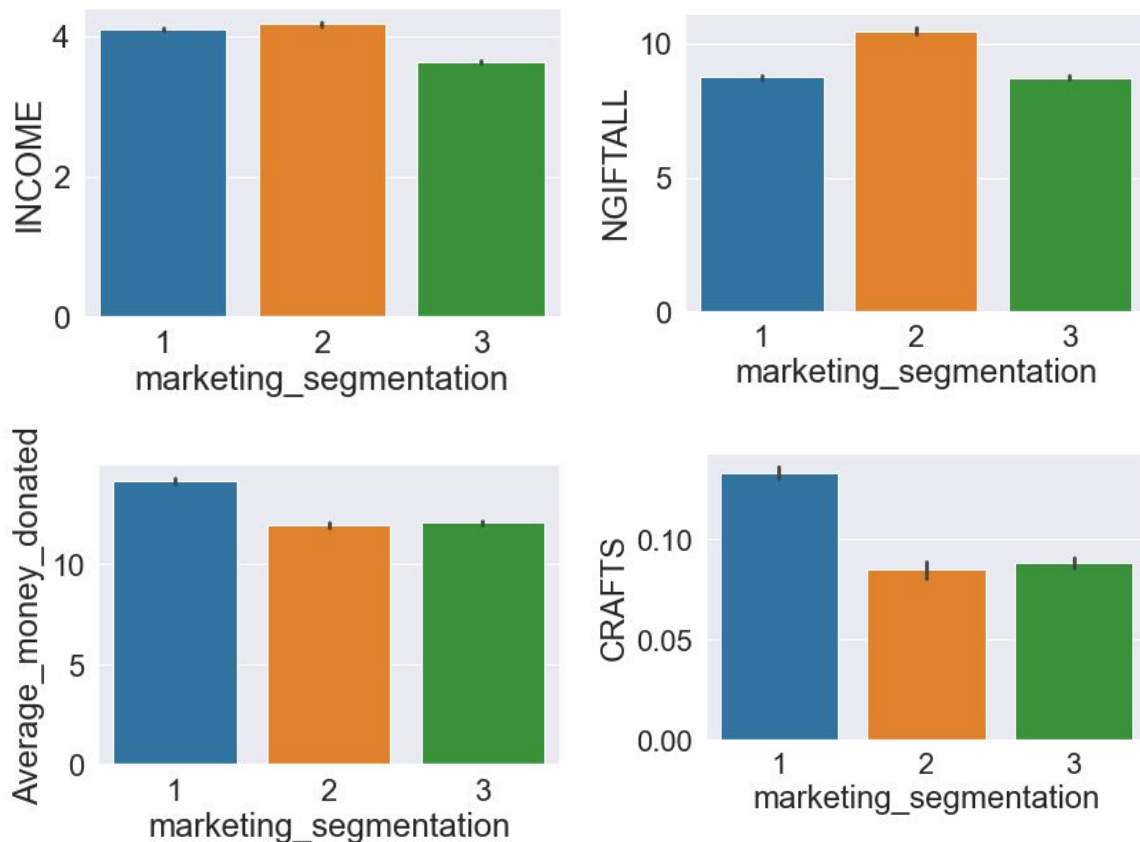 INCOME
4
2
0
1 2 3
marketing_segmentation
NGIFTALL
10
5
0
1 2 3
marketing_segmentation
Average_money_donated
10
5
0
1 2 3
marketing_segmentation
CRAFTS
0.10
0.05
0.00
1 2 3
marketing_segmentation